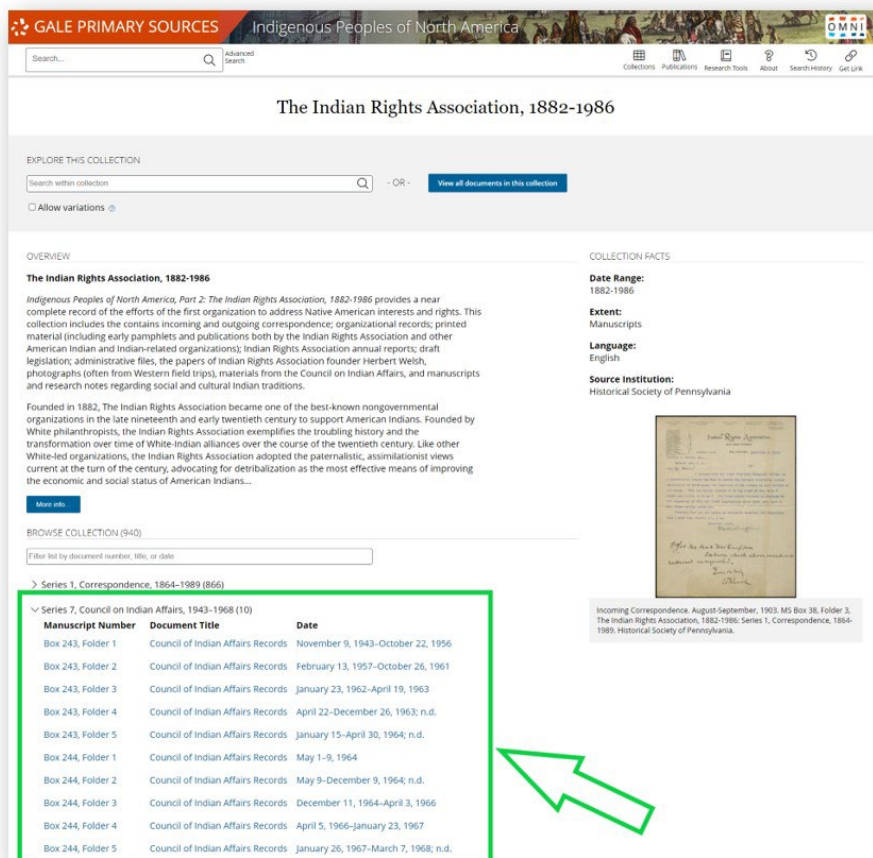 GALE PRIMARY SOURCES
Indigenous Peoples of North America
OMNI
Search...
Advanced
Search
Collections
Publications
Research Tools
About
Search History
Get Link
The Indian Rights Association, 1882-1986
EXPLORE THIS COLLECTION
Search within collection
- OR -
View all documents in this collection
Allow variations
OVERVIEW
The Indian Rights Association, 1882-1986
Indigenous Peoples of North America, Part 2: The Indian Rights Association, 1882-1986 provides a near
complete record of the efforts of the first organization to address Native American interests and rights. This
collection includes the contains incoming and outgoing correspondence; organizational records; printed
material (including early pamphlets and publications both by the Indian Rights Association and other
American Indian and Indian-related organizations); Indian Rights Association annual reports; draft
legislation; administrative files, the papers of Indian Rights Association founder Herbert Welsh,
photographs (often from Western field trips), materials from the Council on Indian Affairs, and manuscripts
and research notes regarding social and cultural Indian traditions.
Founded in 1882, The Indian Rights Association became one of the best-known nongovernmental
organizations in the late nineteenth and early twentieth century to support American Indians. Founded by
White philanthropists, the Indian Rights Association exemplifies the troubling history and the
transformation over time of White-Indian alliances over the course of the twentieth century. Like other
White-led organizations, the Indian Rights Association adopted the paternalistic, assimilationist views
current at the turn of the century, advocating for detribalization as the most effective means of improving
the economic and social status of American Indians...
More info...
BROWSE COLLECTION (940)
Filter list by document number, title, or date
Series 1, Correspondence, 1864–1989 (866)
Series 7, Council on Indian Affairs, 1943–1968 (10)
Manuscript Number Document Title Date
Box 243, Folder 1 Council of Indian Affairs Records November 9, 1943–October 22, 1956
Box 243, Folder 2 Council of Indian Affairs Records February 13, 1957–October 26, 1961
Box 243, Folder 3 Council of Indian Affairs Records January 23, 1962–April 19, 1963
Box 243, Folder 4 Council of Indian Affairs Records April 22–December 26, 1963; n.d.
Box 243, Folder 5 Council of Indian Affairs Records January 15–April 30, 1964; n.d.
Box 244, Folder 1 Council of Indian Affairs Records May 1–9, 1964
Box 244, Folder 2 Council of Indian Affairs Records May 9–December 9, 1964; n.d.
Box 244, Folder 3 Council of Indian Affairs Records December 11, 1964–April 3, 1966
Box 244, Folder 4 Council of Indian Affairs Records April 5, 1966–January 23, 1967
Box 244, Folder 5 Council of Indian Affairs Records January 26, 1967–March 7, 1968; n.d.
COLLECTION FACTS
Date Range:
1882-1986
Extent:
Manuscripts
Language:
English
Source Institution:
Historical Society of Pennsylvania
Indian Rights Association
Incoming Correspondence. August-September, 1903. MS Box 38, Folder 3,
The Indian Rights Association, 1882-1986: Series 1, Correspondence, 1864-
1989. Historical Society of Pennsylvania.